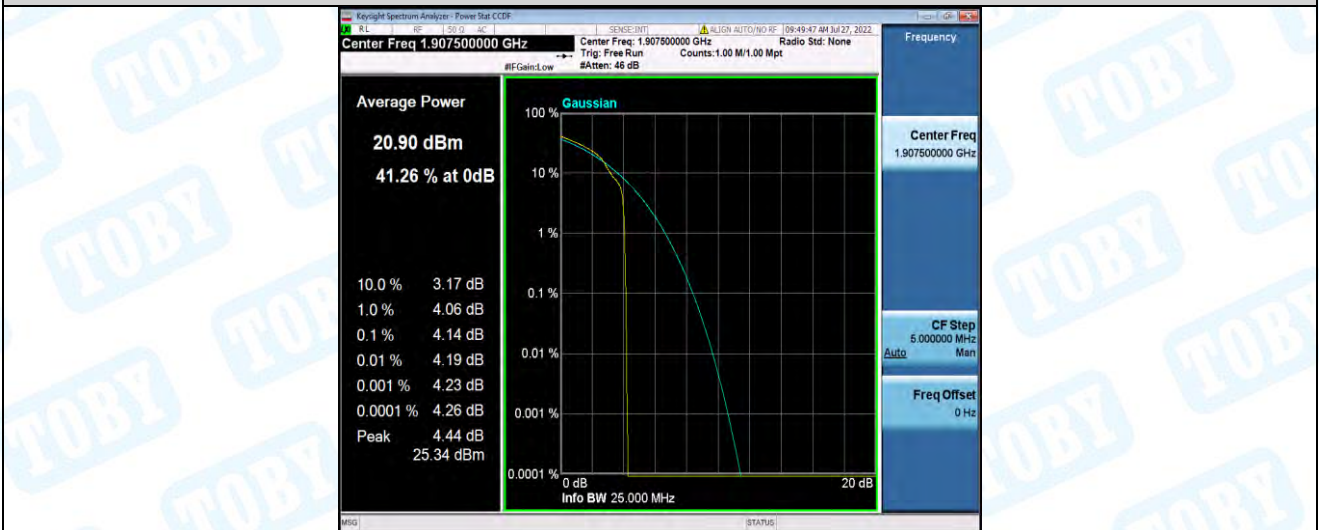 Keysight Spectrum Analyzer - Power Stat CCDF
RL RF 50 Ω AC SENSE:INT ALIGN AUTO/NO RF 09:49:47 AM Jul 27, 2022
Center Freq 1.907500000 GHz
Center Freq: 1.907500000 GHz Radio Std: None
Trig: Free Run Counts:1.00 M/1.00 Mpt
#IFGain:Low #Atten: 46 dB
Frequency
Average Power
20.90 dBm
41.26 % at 0dB
10.0 % 3.17 dB
1.0 % 4.06 dB
0.1 % 4.14 dB
0.01 % 4.19 dB
0.001 % 4.23 dB
0.0001 % 4.26 dB
Peak 4.44 dB
25.34 dBm
Gaussian
100 %
10 %
1 %
0.1 %
0.01 %
0.001 %
0.0001 %
0 dB 20 dB
Info BW 25.000 MHz
Center Freq
1.907500000 GHz
CF Step
5.000000 MHz
Auto Man
Freq Offset
0 Hz
MSG STATUS
TOBY
TOBY
TOBY
TOBY
TOBY
TOBY
TOBY
TOBY